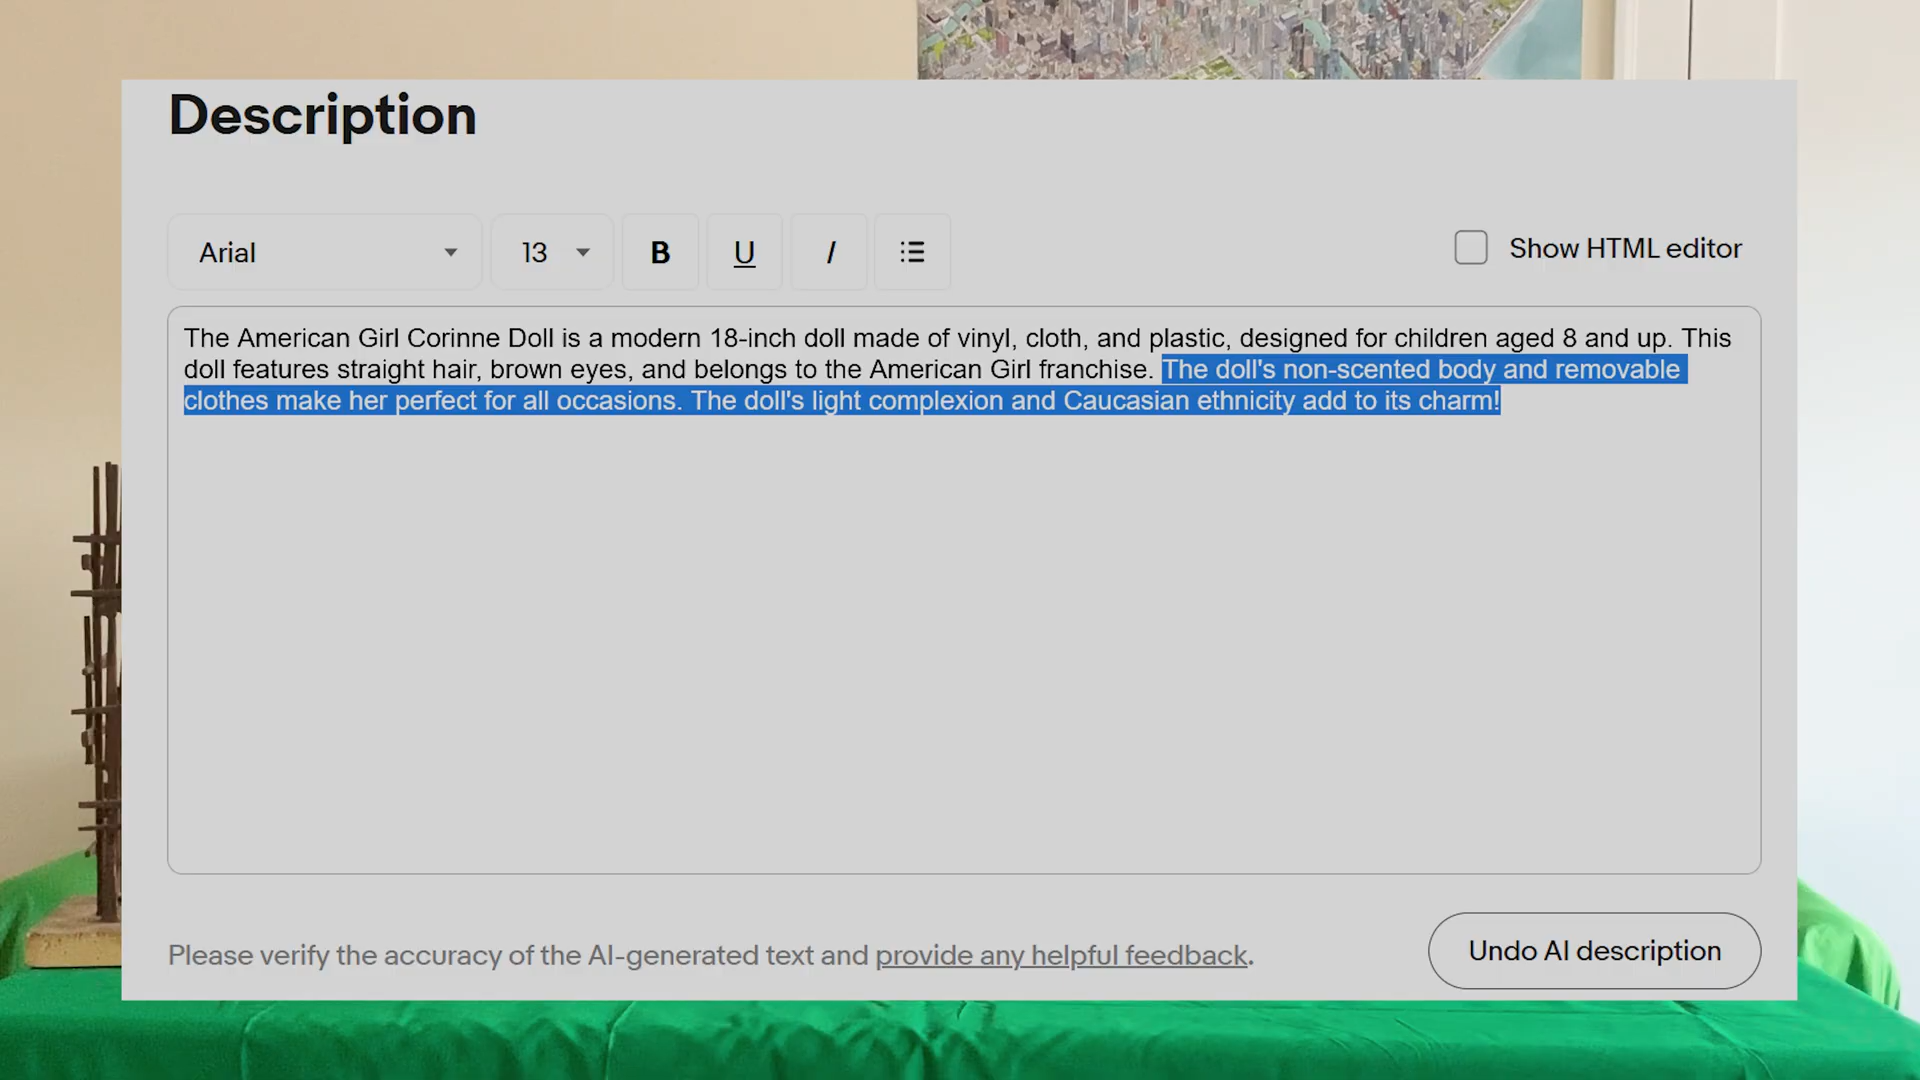 Description
Arial
13
B
U
I
Show HTML editor
The American Girl Corinne Doll is a modern 18-inch doll made of vinyl, cloth, and plastic, designed for children aged 8 and up. This
doll features straight hair, brown eyes, and belongs to the American Girl franchise. The doll's non-scented body and removable
clothes make her perfect for all occasions. The doll's light complexion and Caucasian ethnicity add to its charm!
Please verify the accuracy of the AI-generated text and provide any helpful feedback.
Undo AI description